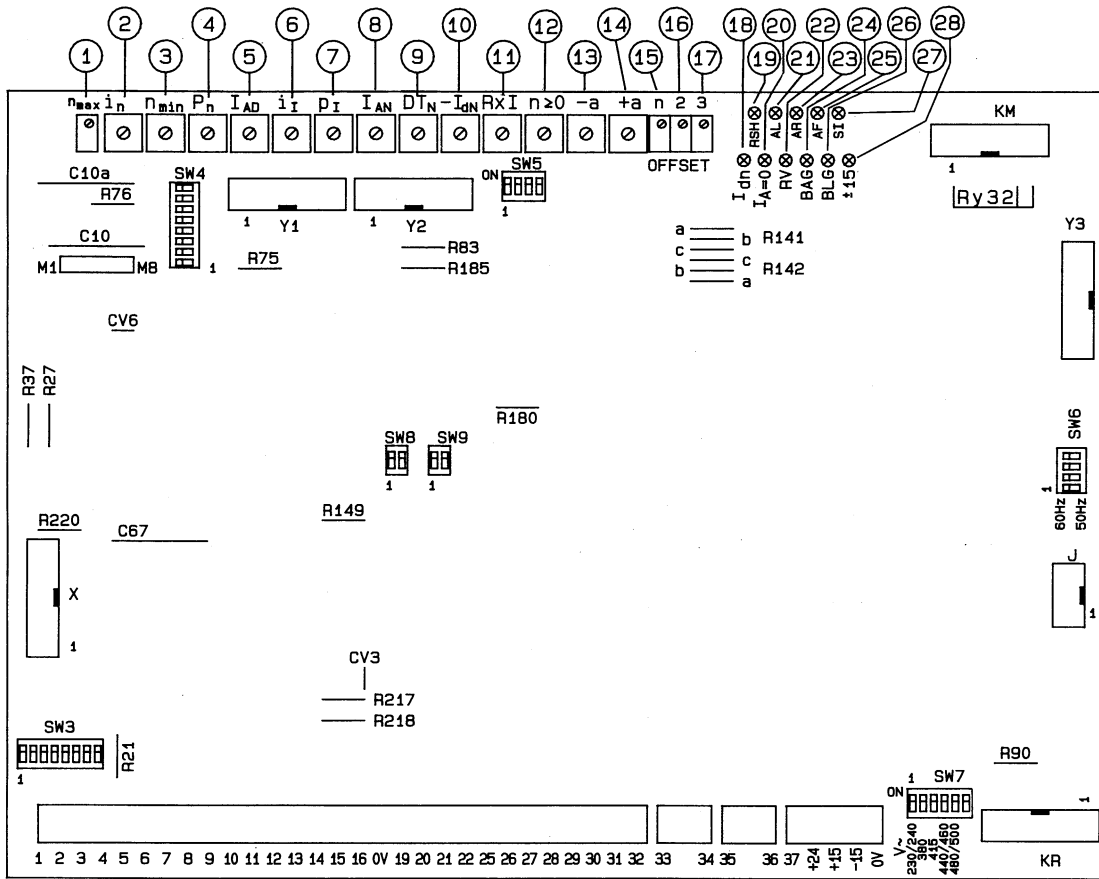 1 2 3 4 5 6 7 8 9 10 11 12 13 14 15 16 17 18 19 20 21 22 23 24 25 26 27 28
nmax in nmin Pn IAD iI pI IAN DTN -IdN RxI n≥0 -a +a n 2 3
OFFSET
RSH AL AR AF SI
Idn IA=0 RV BAG BLG ±15
KM
1
Ry32
C10a
R76
SW4
1
Y1
1
Y2
1
SW5
ON
1
C10
M1 M8
R75
R83
R185
a
b R141
c
c
b R142
a
Y3
CV6
R37
R27
R180
SW8
1
SW9
1
SW6
1
60Hz
50Hz
R220
C67
R149
X
1
J
1
CV3
R217
R218
SW3
1
R21
R90
1 SW7
ON
V~
230/240
380
415
440/460
480/500
1
KR
1 2 3 4 5 6 7 8 9 10 11 12 13 14 15 16 0V 19 20 21 22 25 26 27 28 29 30 31 32 33 34 35 36 37 +24 +15 -15 0V